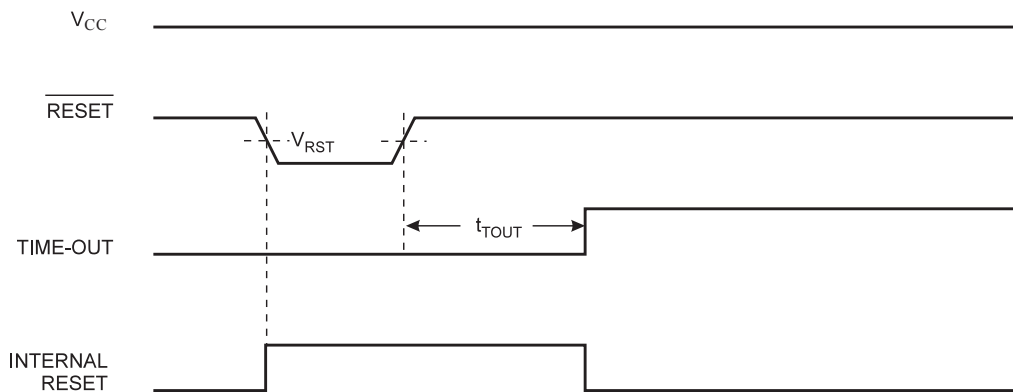 VCC
RESET
VRST
tTOUT
TIME-OUT
INTERNAL
RESET